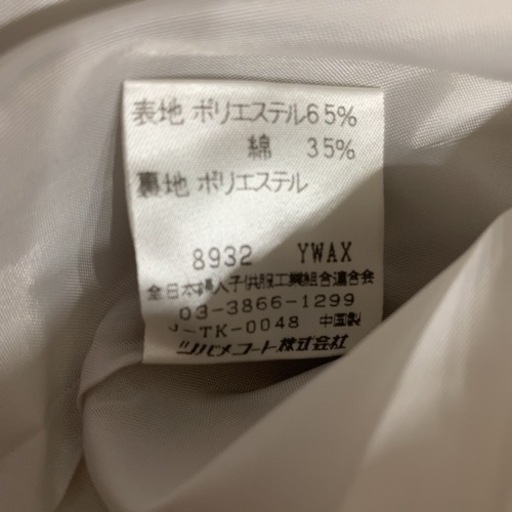 表地 ポリエステル65%
綿 35%
裏地 ポリエステル
8932 YWAX
全日本婦人子供服工業組合連合会
03-3866-1299
J-TK-0048 中国製
ツバメコート株式会社